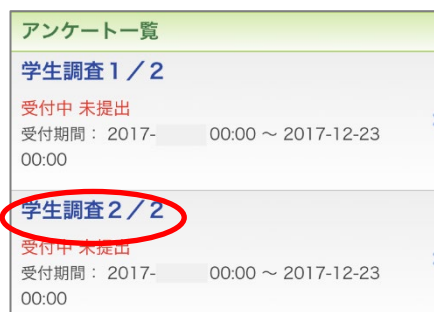 アンケート一覧
学生調査１／２
受付中 未提出
受付期間： 2017- 00:00 ～ 2017-12-23
00:00
学生調査２／２
受付中 未提出
受付期間： 2017- 00:00 ～ 2017-12-23
00:00